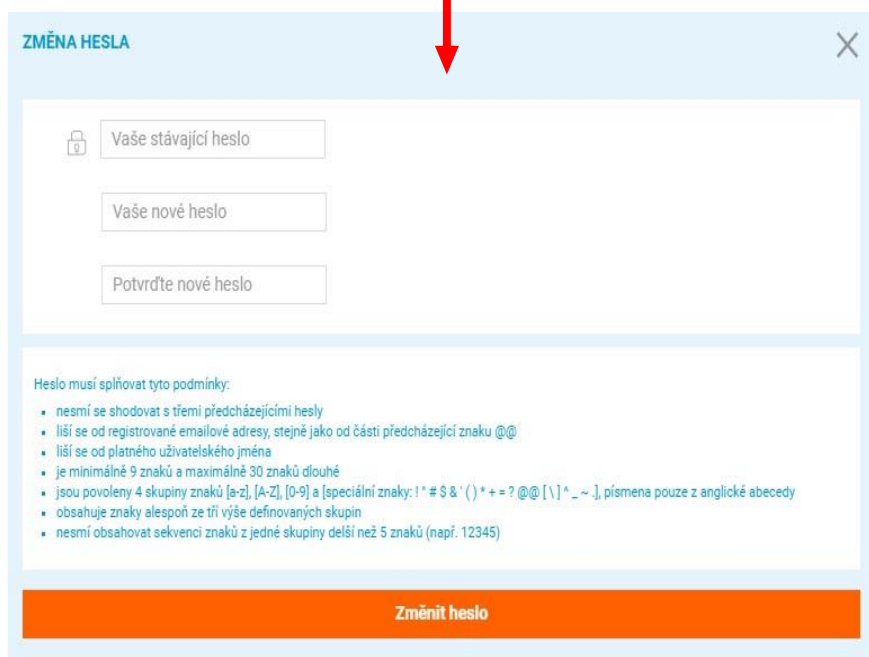 ZMĚNA HESLA
Vaše stávající heslo
Vaše nové heslo
Potvrďte nové heslo
Heslo musí splňovat tyto podmínky:
nesmí se shodovat s třemi předcházejícími hesly
liší se od registrované emailové adresy, stejně jako od části předcházející znaku @@
liší se od platného uživatelského jména
je minimálně 9 znaků a maximálně 30 znaků dlouhé
jsou povoleny 4 skupiny znaků [a-z], [A-Z], [0-9] a [speciální znaky: ! " # $ & ` ( ) * + = ? @@ [ \ ] ^ _ ~ .], písmena pouze z anglické abecedy
obsahuje znaky alespoň ze tří výše definovaných skupin
nesmí obsahovat sekvenci znaků z jedné skupiny delší než 5 znaků (např. 12345)
Změnit heslo